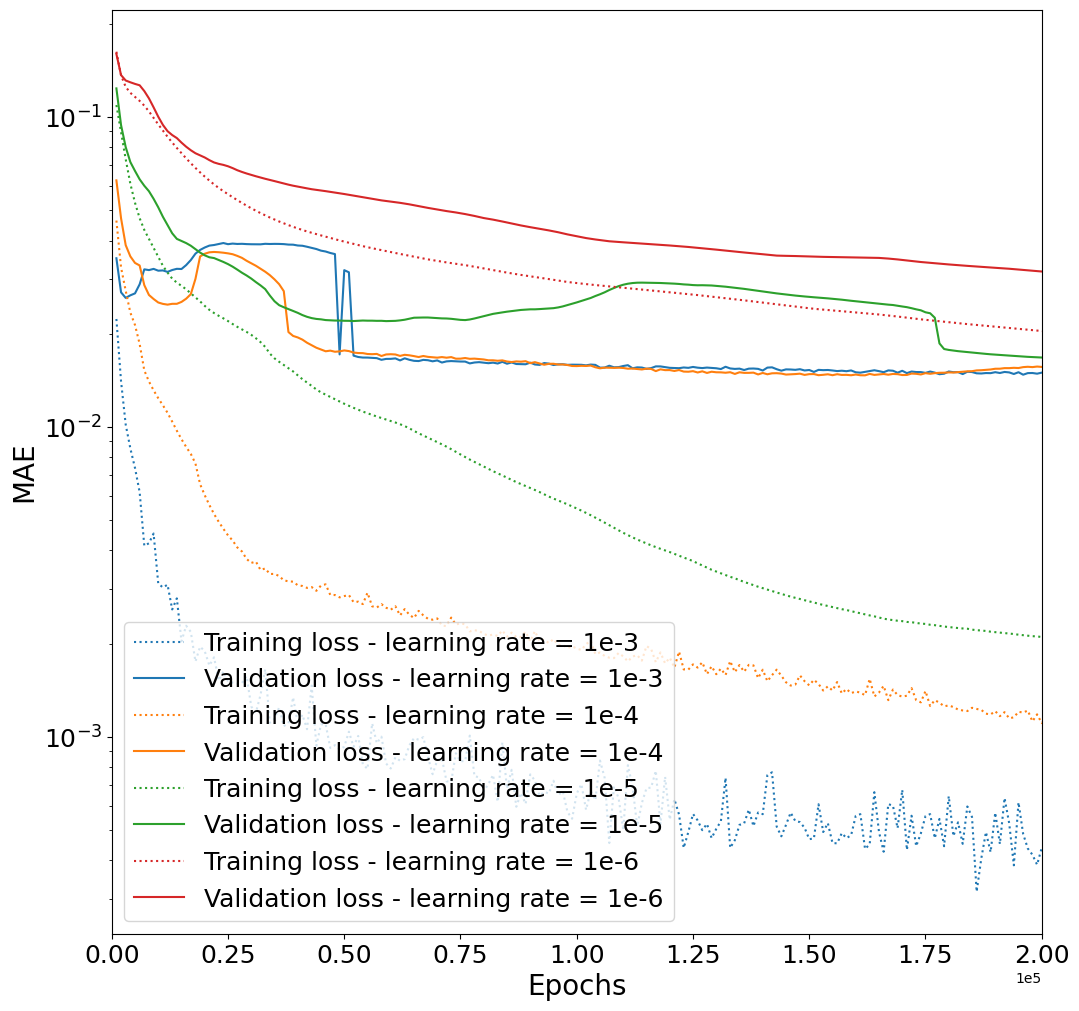 10⁻¹
10⁻²
10⁻³
MAE
Training loss - learning rate = 1e-3
Validation loss - learning rate = 1e-3
Training loss - learning rate = 1e-4
Validation loss - learning rate = 1e-4
Training loss - learning rate = 1e-5
Validation loss - learning rate = 1e-5
Training loss - learning rate = 1e-6
Validation loss - learning rate = 1e-6
0.00 0.25 0.50 0.75 1.00 1.25 1.50 1.75 2.00
1e5
Epochs